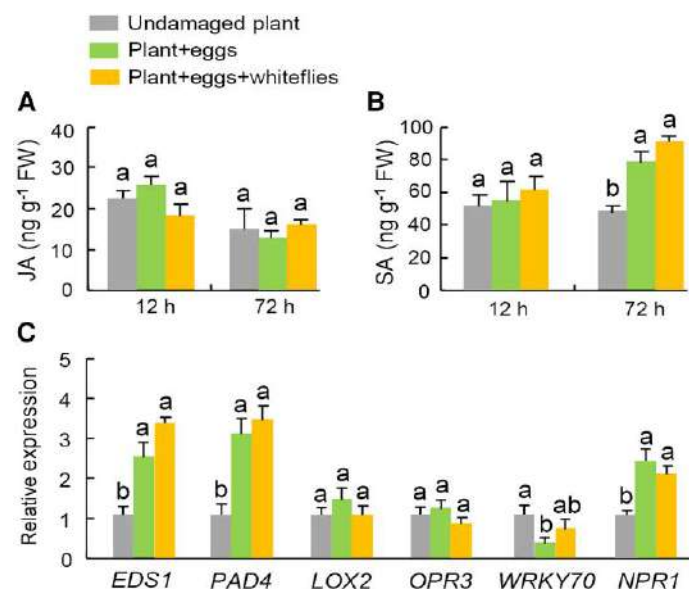 Undamaged plant
Plant+eggs
Plant+eggs+whiteflies
A
JA (ng g⁻¹ FW)
40
30
20
10
0
a a a
a a a
12 h 72 h
B
SA (ng g⁻¹ FW)
100
80
60
40
20
0
a a a
b a a
12 h 72 h
C
Relative expression
5
4
3
2
1
0
b a a
b a a
a a a
a a a
a b ab
b a a
EDS1 PAD4 LOX2 OPR3 WRKY70 NPR1